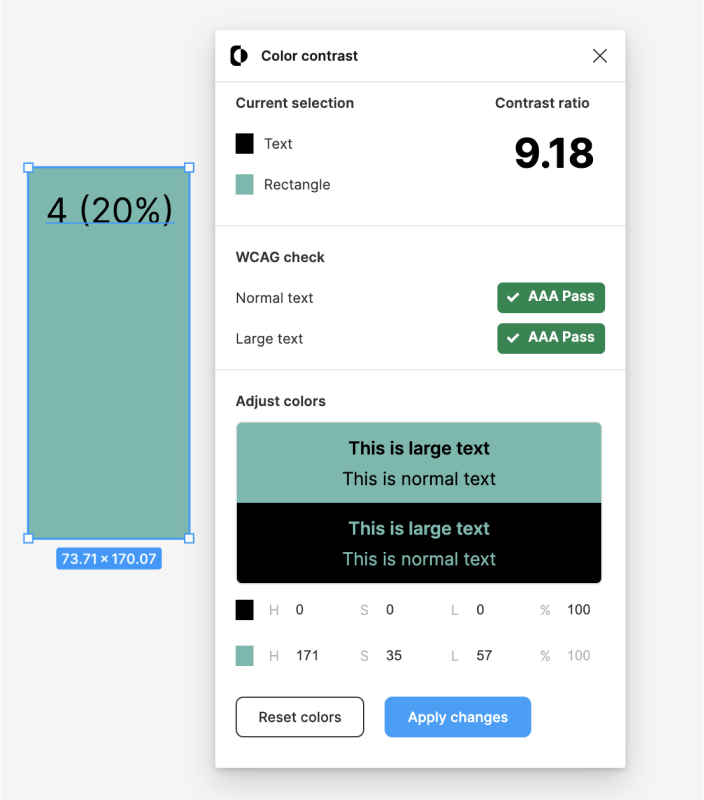 4 (20%)
73.71 × 170.07
Color contrast
Current selection
Contrast ratio
Text
9.18
Rectangle
WCAG check
Normal text
AAA Pass
Large text
AAA Pass
Adjust colors
This is large text
This is normal text
This is large text
This is normal text
H 0 S 0 L 0 % 100
H 171 S 35 L 57 % 100
Reset colors
Apply changes